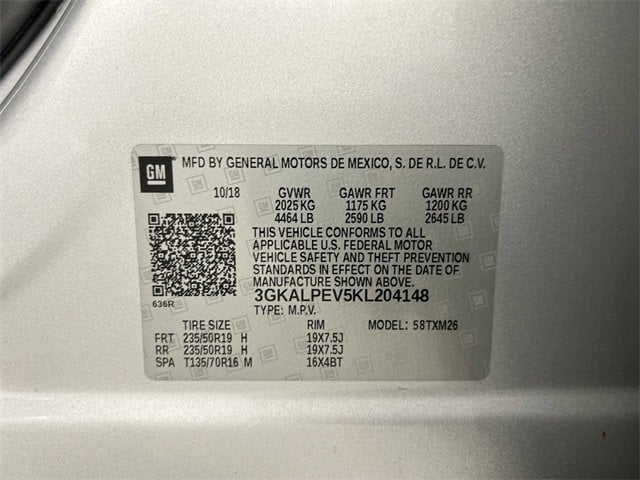 GM MFD BY GENERAL MOTORS DE MEXICO, S. DE R.L. DE C.V.
10/18 GVWR GAWR FRT GAWR RR
2025 KG 1175 KG 1200 KG
4464 LB 2590 LB 2645 LB
THIS VEHICLE CONFORMS TO ALL
APPLICABLE U.S. FEDERAL MOTOR
VEHICLE SAFETY AND THEFT PREVENTION
STANDARDS IN EFFECT ON THE DATE OF
MANUFACTURE SHOWN ABOVE.
3GKALPEV5KL204148
636R TYPE: M.P.V.
TIRE SIZE RIM MODEL: 58TXM26
FRT 235/50R19 H 19X7.5J
RR 235/50R19 H 19X7.5J
SPA T135/70R16 M 16X4BT